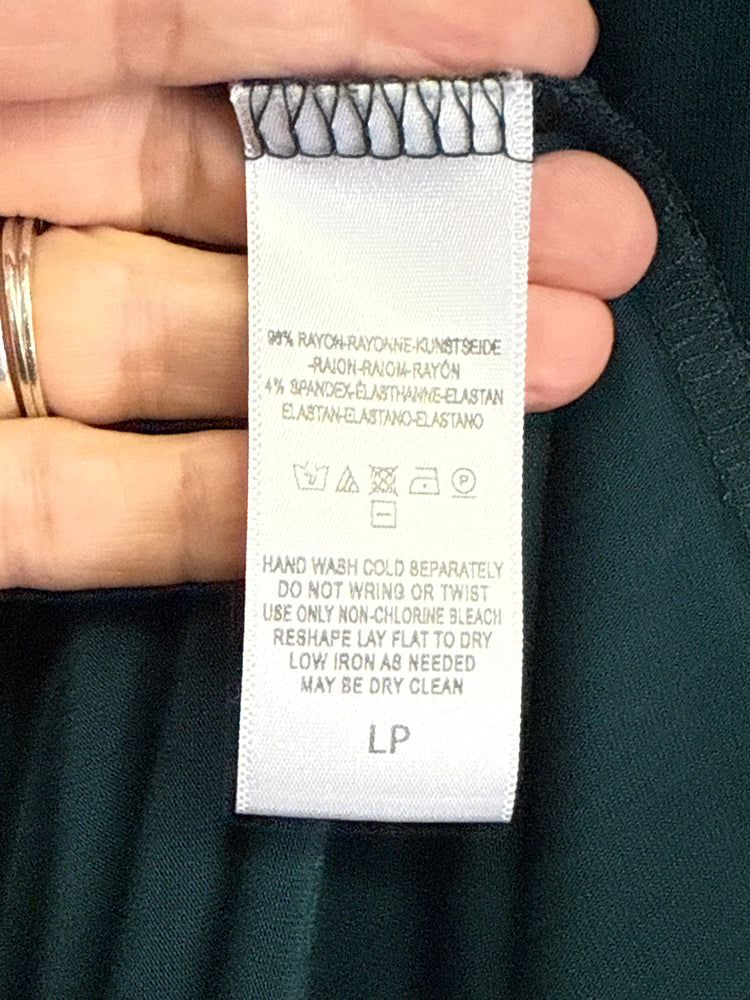 96% RAYON-RAYONNE-KUNSTSEIDE
-RAION-RAIOM-RAYÓN
4% SPANDEX-ÉLASTHANNE-ELASTAN
ELASTAN-ELASTANO-ELASTANO
P
HAND WASH COLD SEPARATELY
DO NOT WRING OR TWIST
USE ONLY NON-CHLORINE BLEACH
RESHAPE LAY FLAT TO DRY
LOW IRON AS NEEDED
MAY BE DRY CLEAN
LP